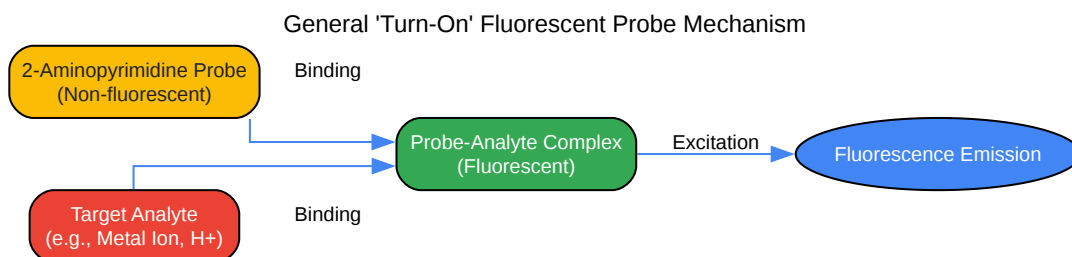 General 'Turn-On' Fluorescent Probe Mechanism
2-Aminopyrimidine Probe
(Non-fluorescent)
Binding
Probe-Analyte Complex
(Fluorescent)
Excitation
Fluorescence Emission
Target Analyte
(e.g., Metal Ion, H+)
Binding